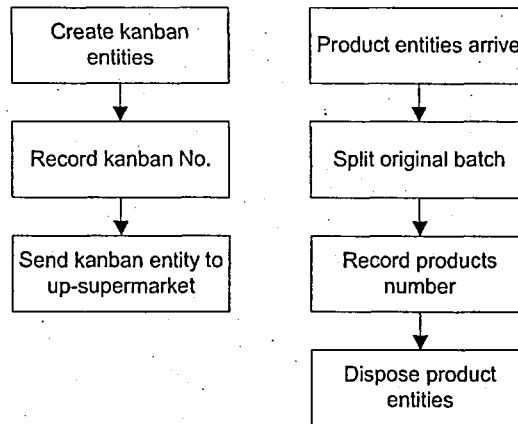 Create kanban
entities
Record kanban No.
Send kanban entity to
up-supermarket
Product entities arrive
Split original batch
Record products
number
Dispose product
entities